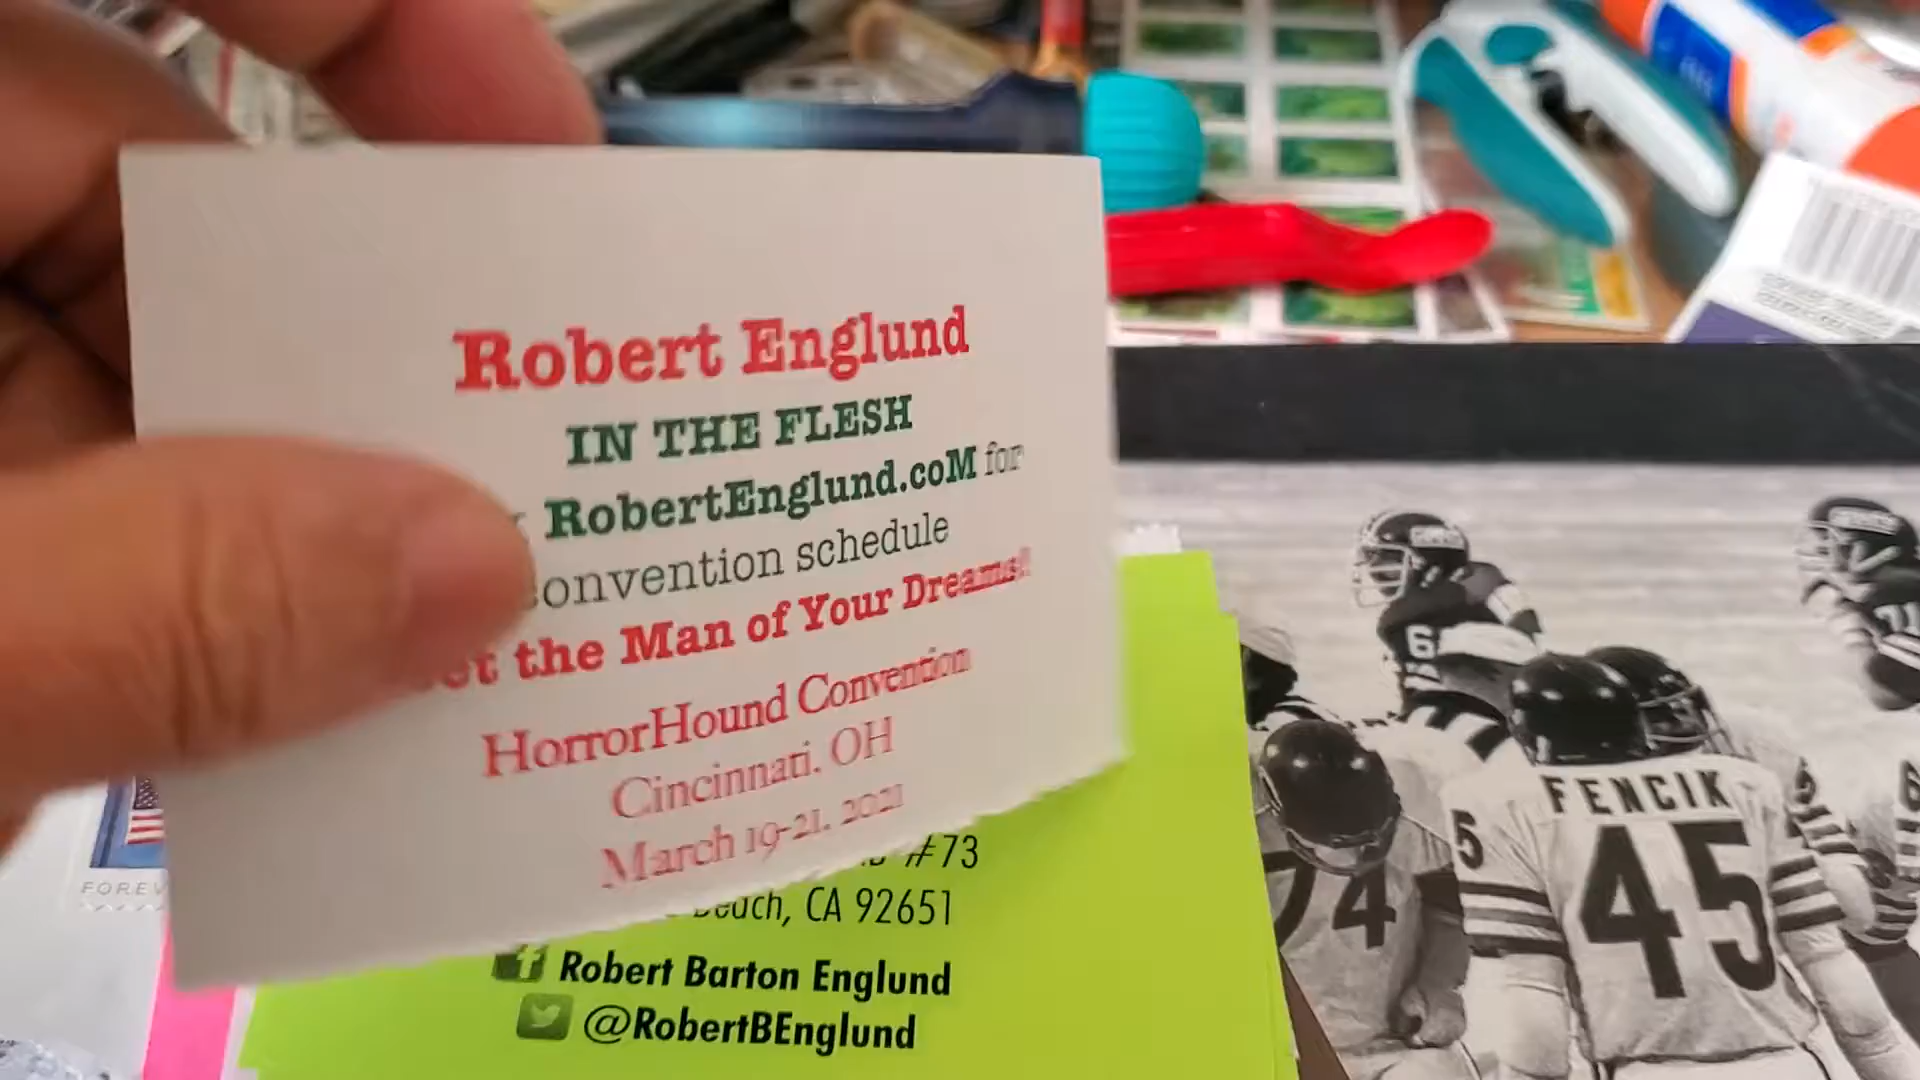 Robert Englund
IN THE FLESH
RobertEnglund.coM for
onvention schedule
the Man of Your Dreams!
HorrorHound Convention
Cincinnati, OH
March 19-21, 2021
#73
Beach, CA 92651
Robert Barton Englund
@RobertBEnglund
FOREV
FENCIK
45
74